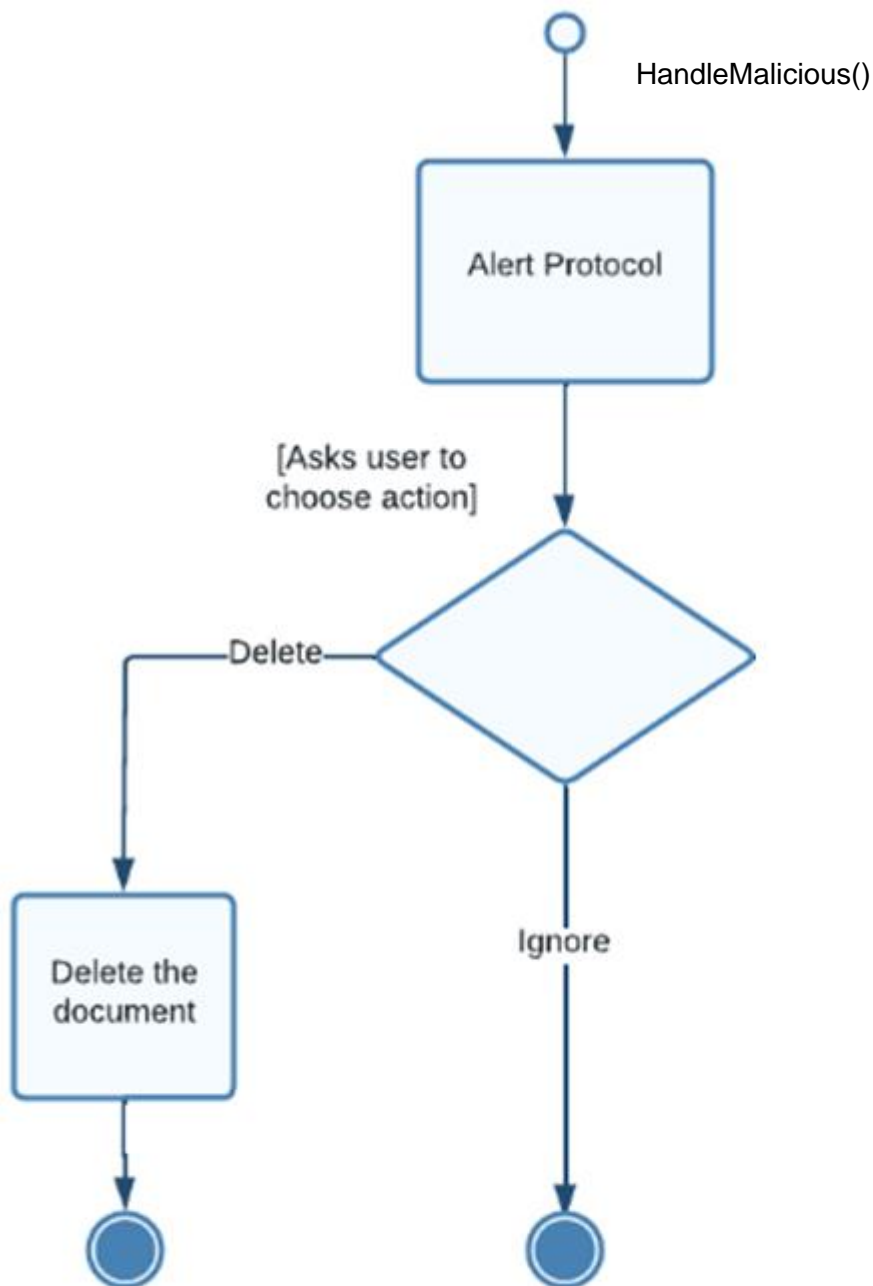 HandleMalicious()
Alert Protocol
[Asks user to
choose action]
Delete
Ignore
Delete the
document